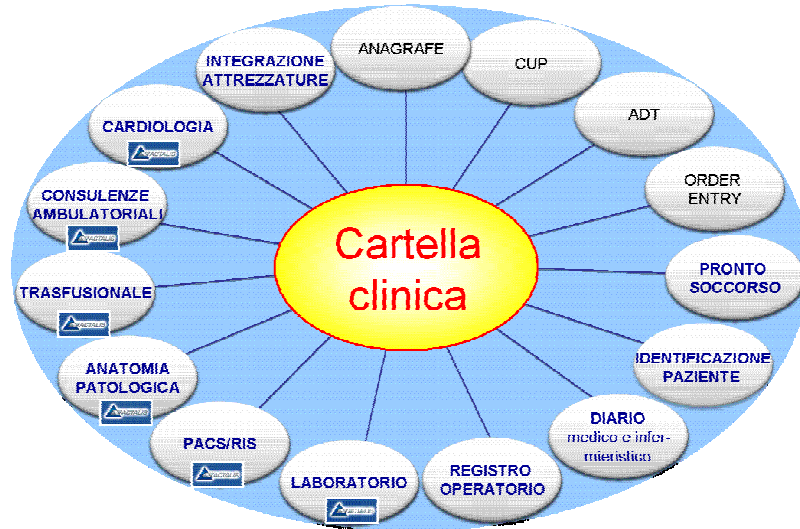 INTEGRAZIONE
ATTREZZATURE
ANAGRAFE
CUP
ADT
ORDER
ENTRY
PRONTO
SOCCORSO
IDENTIFICAZIONE
PAZIENTE
DIARIO
medico e infer-
mieristico
REGISTRO
OPERATORIO
LABORATORIO
PACS/RIS
ANATOMIA
PATOLOGICA
TRASFUSIONALE
CONSULENZE
AMBULATORIALI
CARDIOLOGIA
Cartella
clinica